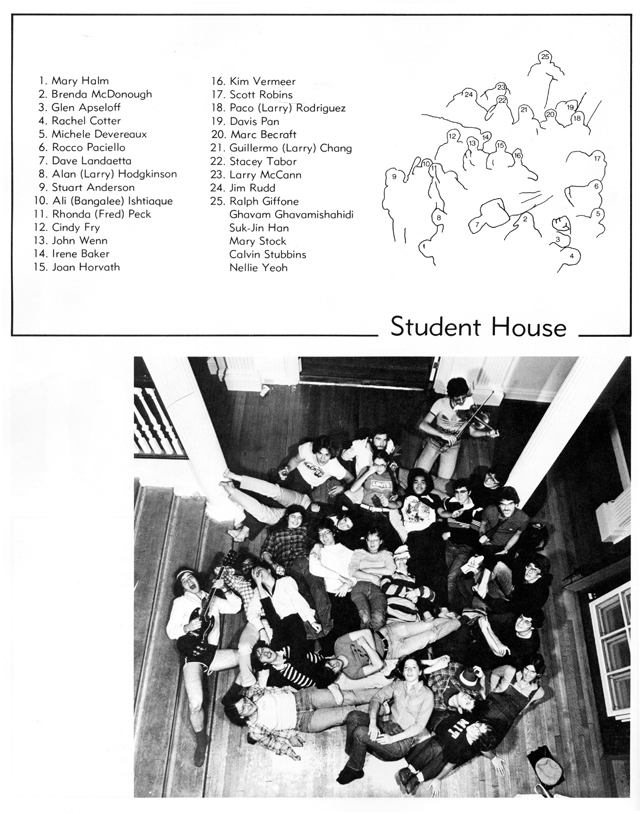 1. Mary Halm
2. Brenda McDonough
3. Glen Apseloff
4. Rachel Cotter
5. Michele Devereaux
6. Rocco Paciello
7. Dave Landaetta
8. Alan (Larry) Hodgkinson
9. Stuart Anderson
10. Ali (Bangalee) Ishtiaque
11. Rhonda (Fred) Peck
12. Cindy Fry
13. John Wenn
14. Irene Baker
15. Joan Horvath
16. Kim Vermeer
17. Scott Robins
18. Paco (Larry) Rodriguez
19. Davis Pan
20. Marc Becraft
21. Guillermo (Larry) Chang
22. Stacey Tabor
23. Larry McCann
24. Jim Rudd
25. Ralph Giffone
Ghavam Ghavamishahidi
Suk-Jin Han
Mary Stock
Calvin Stubbins
Nellie Yeoh
25
24
23
22
21
20
19
18
12
13
14
15
16
17
9
10
6
8
7
2
5
1
3
4
Student House
LEVI'S
MIT